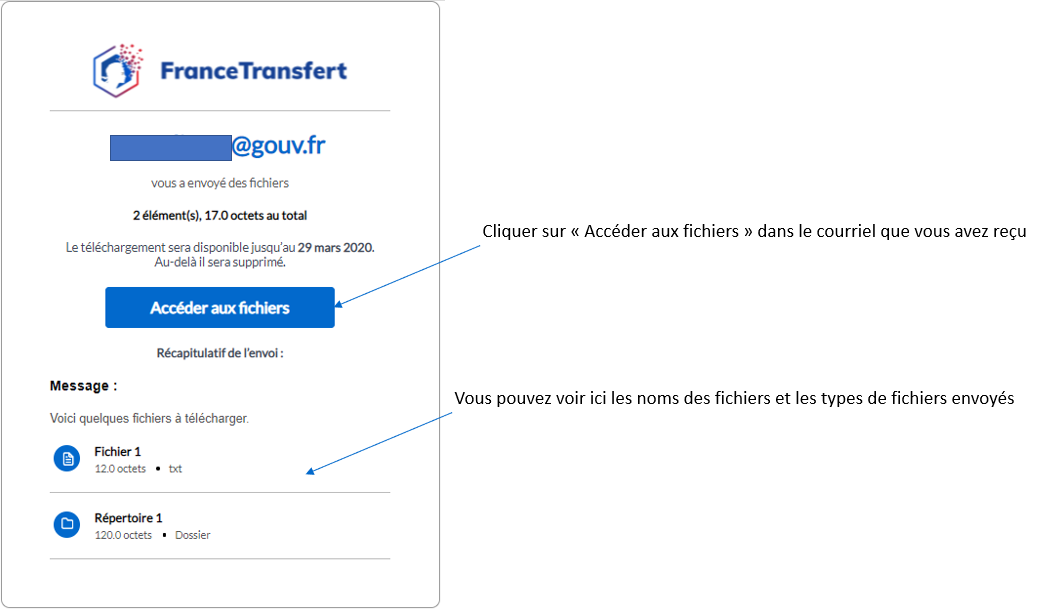 FranceTransfert
@gouv.fr
vous a envoyé des fichiers
2 élément(s), 17.0 octets au total
Le téléchargement sera disponible jusqu'au 29 mars 2020.
Au-delà il sera supprimé.
Accéder aux fichiers
Récapitulatif de l'envoi :
Message :
Voici quelques fichiers à télécharger.
Fichier 1
12.0 octets • txt
Répertoire 1
120.0 octets • Dossier
Cliquer sur « Accéder aux fichiers » dans le courriel que vous avez reçu
Vous pouvez voir ici les noms des fichiers et les types de fichiers envoyés